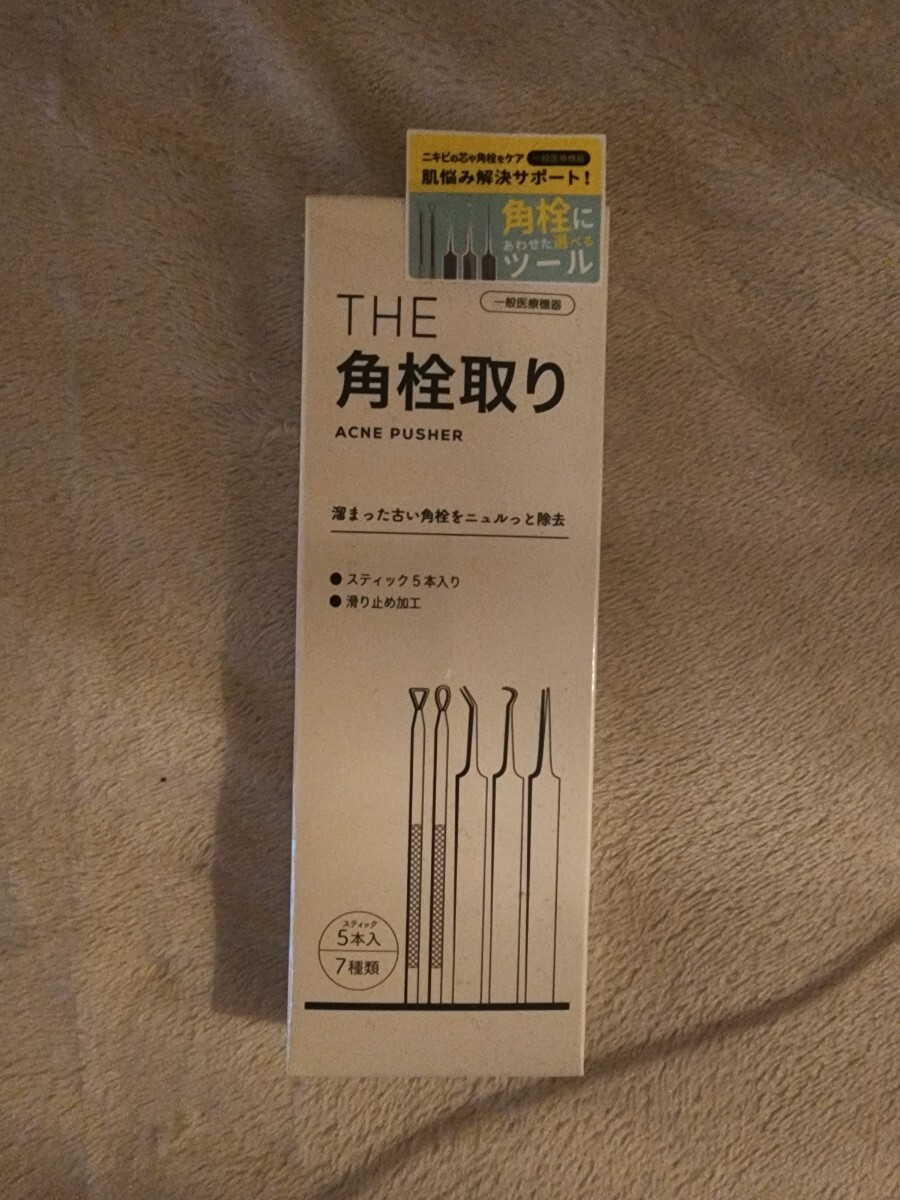 ニキビの芯や角栓をケア 一般医療機器
肌悩み解決サポート!
角栓に
あわせた選べる
ツール
一般医療機器
THE
角栓取り
ACNE PUSHER
溜まった古い角栓をニュルっと除去
● スティック5本入り
● 滑り止め加工
スティック
5本入
7種類